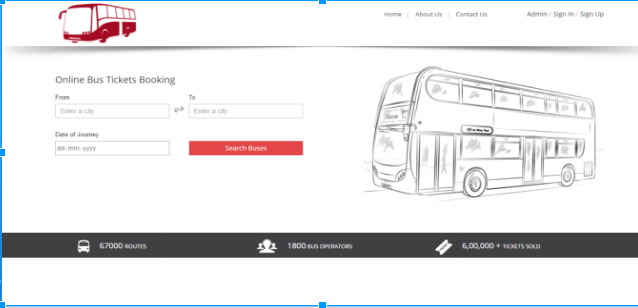 Home | About Us | Contact Us
Admin / Sign In / Sign Up
Online Bus Tickets Booking
From
To
Enter a city
Enter a city
Date of Journey
dd-mm-yyyy
Search Buses
67000 ROUTES
1800 BUS OPERATORS
6,00,000 + TICKETS SOLD